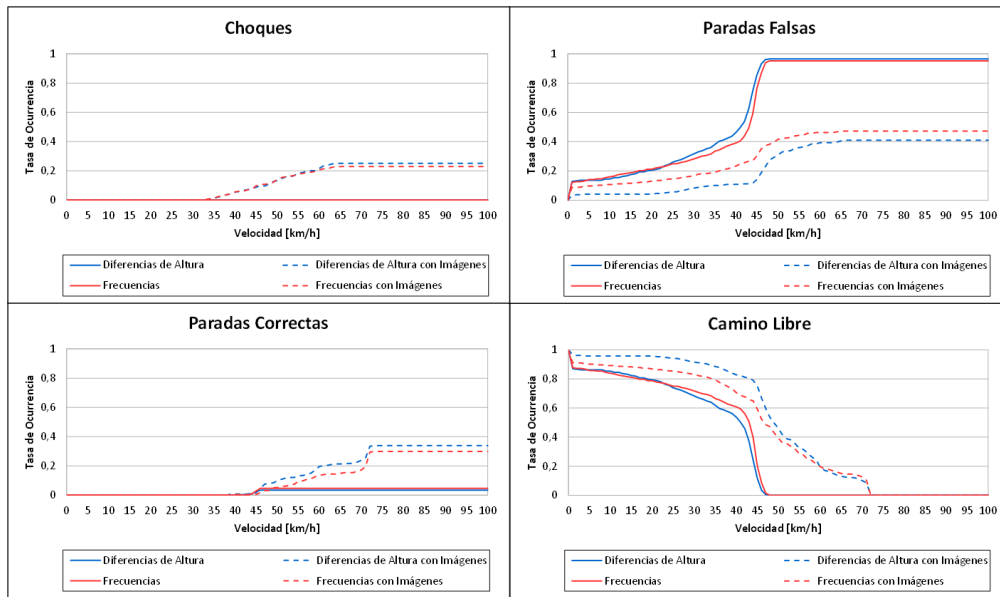 Choques
Tasa de Ocurrencia
1
0,8
0,6
0,4
0,2
0
0 5 10 15 20 25 30 35 40 45 50 55 60 65 70 75 80 85 90 95 100
Velocidad [km/h]
Diferencias de Altura
Diferencias de Altura con Imágenes
Frecuencias
Frecuencias con Imágenes
Paradas Falsas
Tasa de Ocurrencia
1
0,8
0,6
0,4
0,2
0
0 5 10 15 20 25 30 35 40 45 50 55 60 65 70 75 80 85 90 95 100
Velocidad [km/h]
Diferencias de Altura
Diferencias de Altura con Imágenes
Frecuencias
Frecuencias con Imágenes
Paradas Correctas
Tasa de Ocurrencia
1
0,8
0,6
0,4
0,2
0
0 5 10 15 20 25 30 35 40 45 50 55 60 65 70 75 80 85 90 95 100
Velocidad [km/h]
Diferencias de Altura
Diferencias de Altura con Imágenes
Frecuencias
Frecuencias con Imágenes
Camino Libre
Tasa de Ocurrencia
1
0,8
0,6
0,4
0,2
0
0 5 10 15 20 25 30 35 40 45 50 55 60 65 70 75 80 85 90 95 100
Velocidad [km/h]
Diferencias de Altura
Diferencias de Altura con Imágenes
Frecuencias
Frecuencias con Imágenes